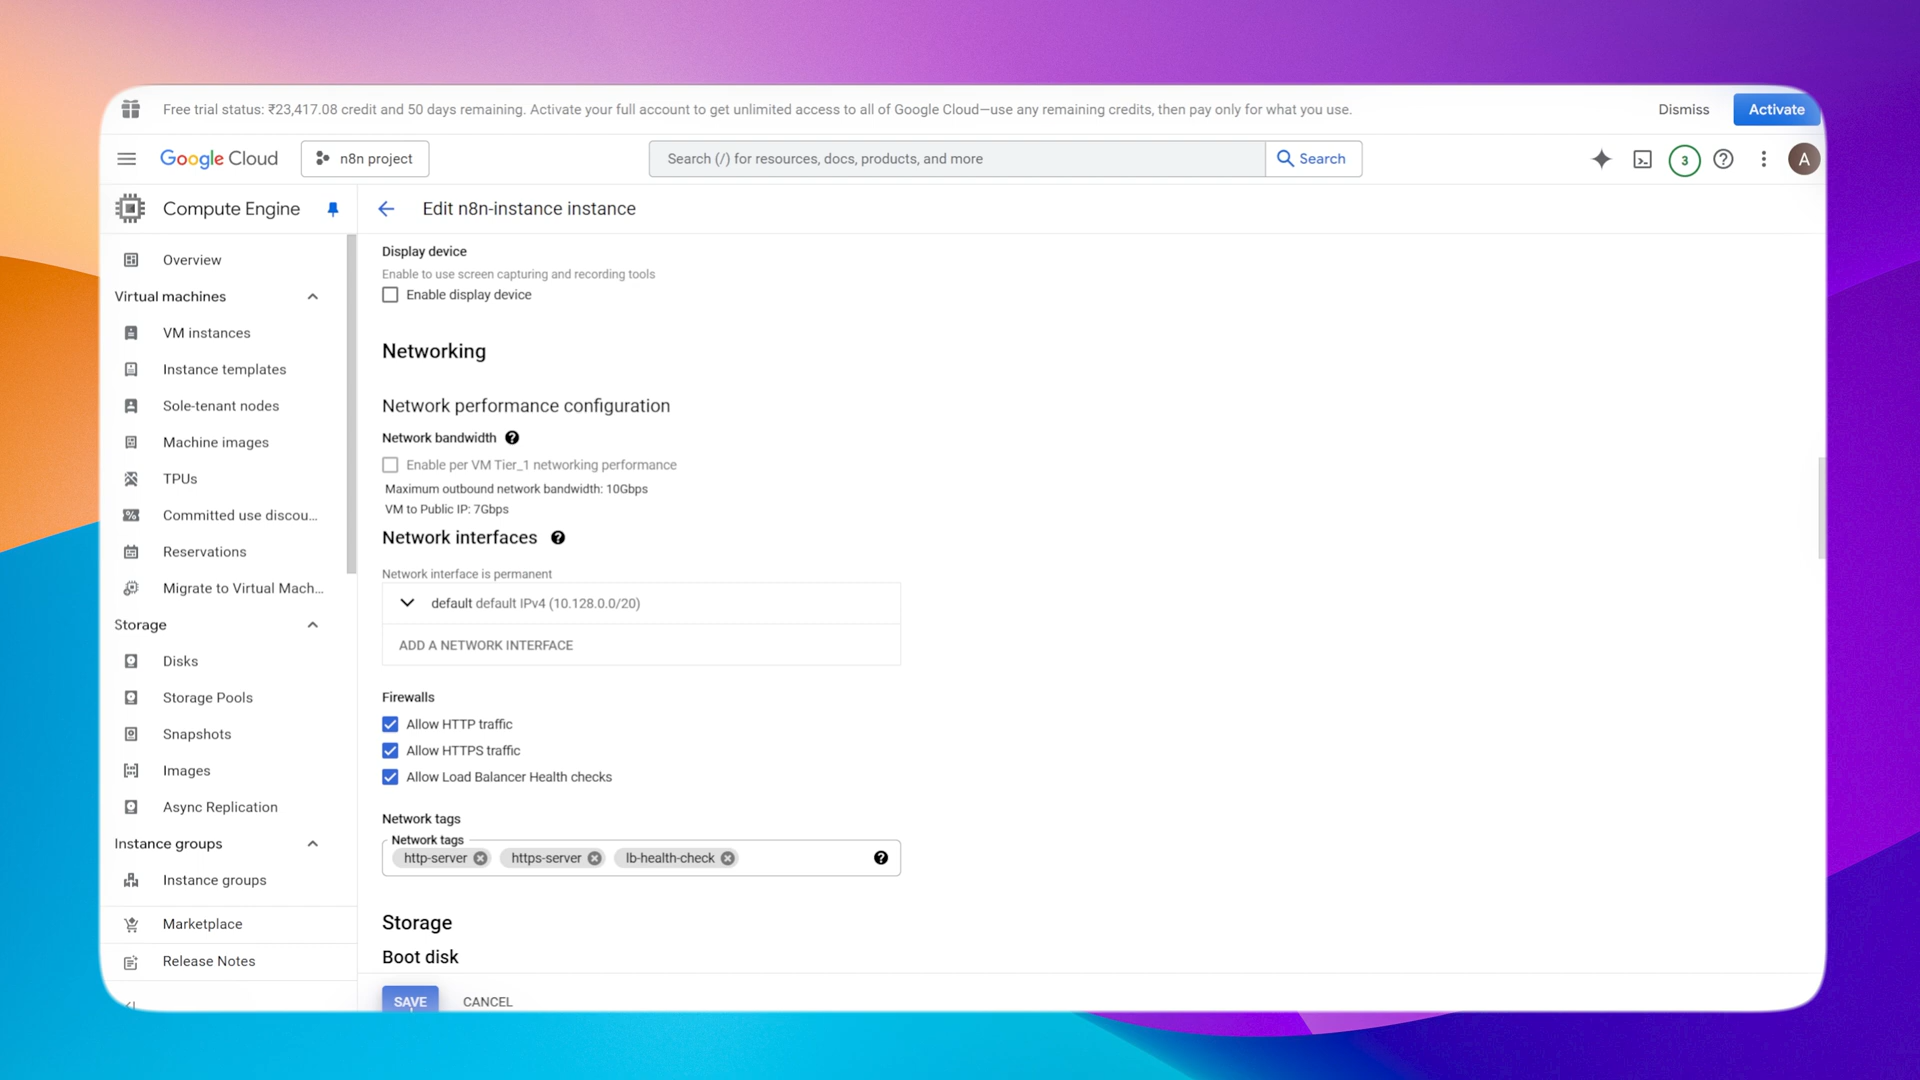 Free trial status: ₹23,417.08 credit and 50 days remaining. Activate your full account to get unlimited access to all of Google Cloud—use any remaining credits, then pay only for what you use.
Dismiss
Activate
Google Cloud
n8n project
Search (/) for resources, docs, products, and more
Search
3
A
Compute Engine
Overview
Virtual machines
VM instances
Instance templates
Sole-tenant nodes
Machine images
TPUs
Committed use discou...
Reservations
Migrate to Virtual Mach...
Storage
Disks
Storage Pools
Snapshots
Images
Async Replication
Instance groups
Instance groups
Marketplace
Release Notes
Edit n8n-instance instance
Display device
Enable to use screen capturing and recording tools
Enable display device
Networking
Network performance configuration
Network bandwidth
Enable per VM Tier_1 networking performance
Maximum outbound network bandwidth: 10Gbps
VM to Public IP: 7Gbps
Network interfaces
Network interface is permanent
default default IPv4 (10.128.0.0/20)
ADD A NETWORK INTERFACE
Firewalls
Allow HTTP traffic
Allow HTTPS traffic
Allow Load Balancer Health checks
Network tags
Network tags
http-server https-server lb-health-check
Storage
Boot disk
SAVE
CANCEL